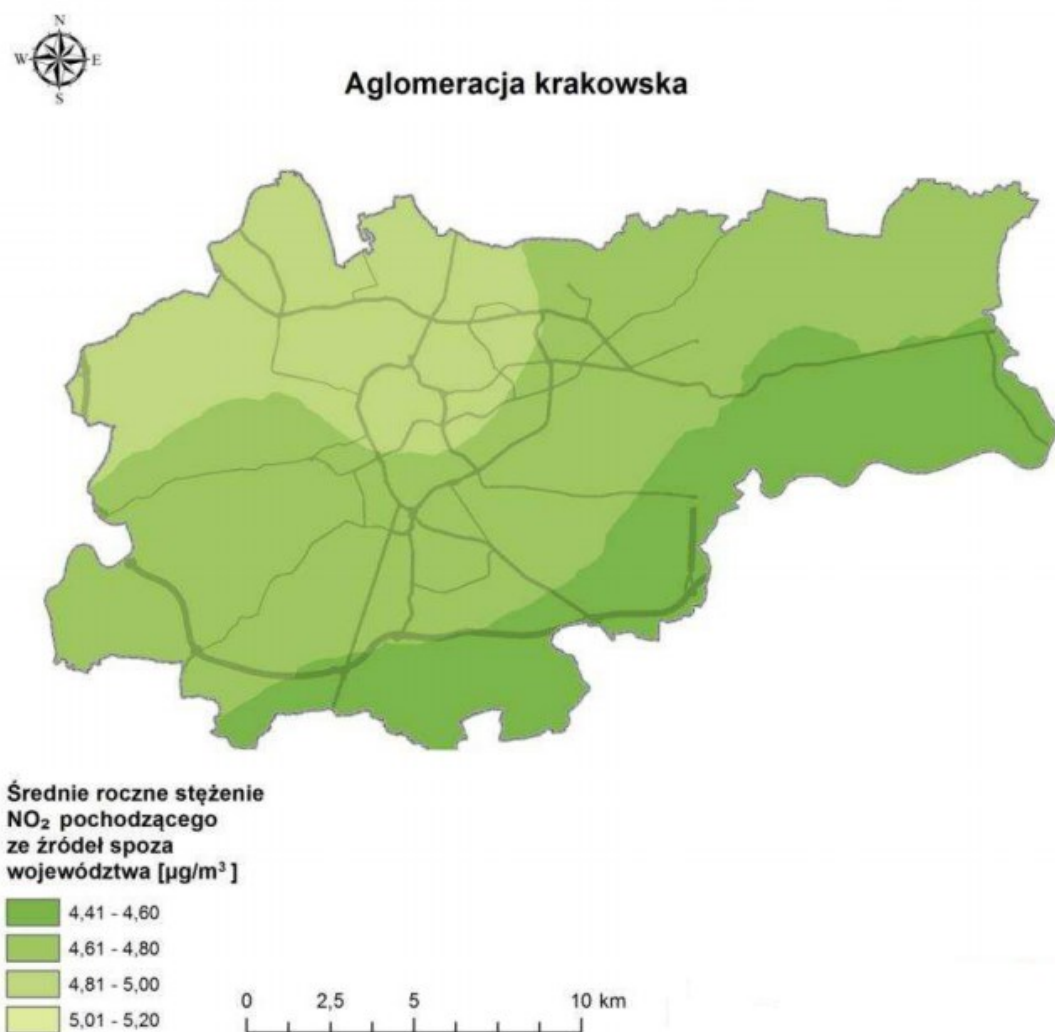 N
W E
S
Aglomeracja krakowska
Średnie roczne stężenie
NO₂ pochodzącego
ze źródeł spoza
województwa [µg/m³ ]
4,41 - 4,60
4,61 - 4,80
4,81 - 5,00
5,01 - 5,20
0 2,5 5 10 km